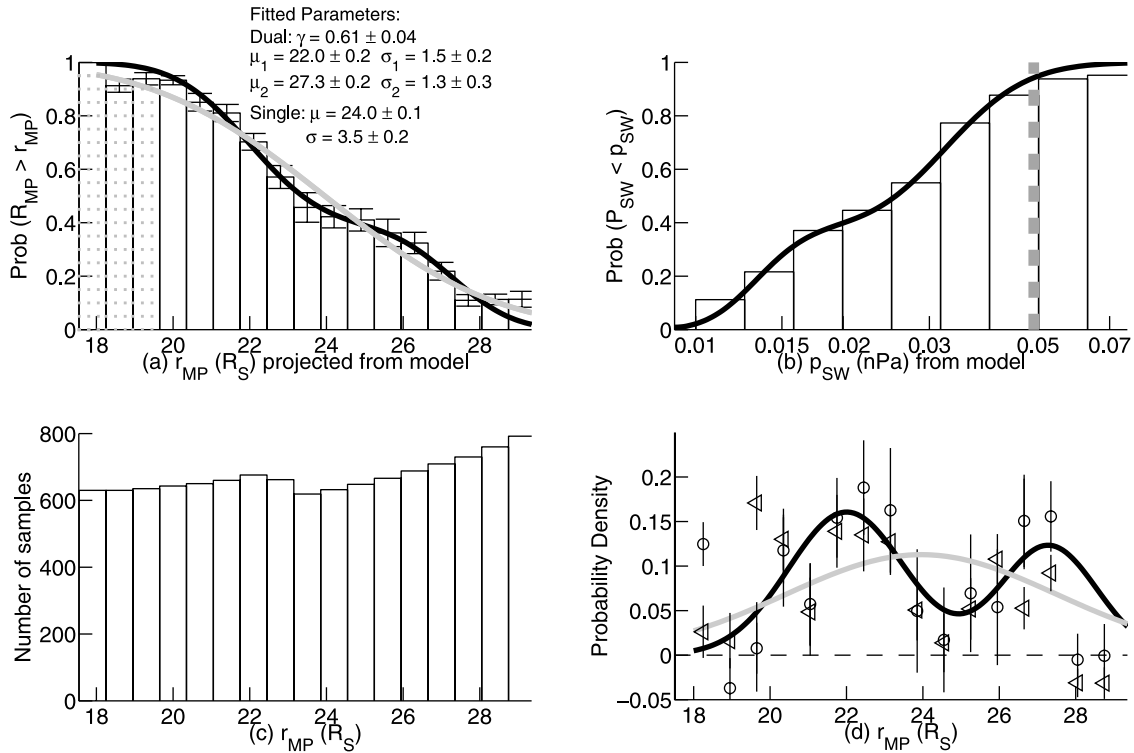 Fitted Parameters:
Dual: γ = 0.61 ± 0.04
μ1 = 22.0 ± 0.2 σ1 = 1.5 ± 0.2
μ2 = 27.3 ± 0.2 σ2 = 1.3 ± 0.3
Single: μ = 24.0 ± 0.1
σ = 3.5 ± 0.2
Prob (RMP > rMP)
1
0.8
0.6
0.4
0.2
0
18 20 22 24 26 28
(a) rMP (RS) projected from model
Prob (PSW < pSW)
1
0.8
0.6
0.4
0.2
0
0.01 0.015 0.02 0.03 0.05 0.07
(b) pSW (nPa) from model
Number of samples
800
600
400
200
0
18 20 22 24 26 28
(c) rMP (RS)
Probability Density
0.2
0.15
0.1
0.05
0
−0.05
18 20 22 24 26 28
(d) rMP (RS)